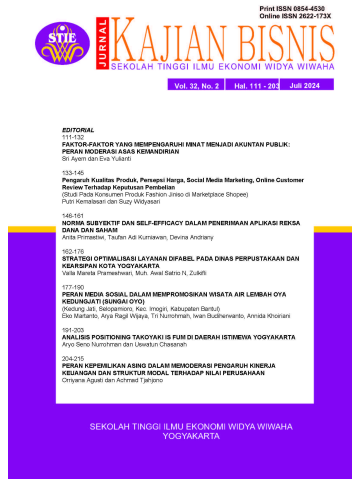 Print ISSN 0854-4530
Online ISSN 2622-173X
STIE
JURNAL
KAJIAN BISNIS
SEKOLAH TINGGI ILMU EKONOMI WIDYA WIWAHA
Vol. 32, No. 2 Hal. 111 - 203 Juli 2024
EDITORIAL
111-132
FAKTOR-FAKTOR YANG MEMPENGARUHI MINAT MENJADI AKUNTAN PUBLIK:
PERAN MODERASI ASAS KEMANDIRIAN
Sri Ayem dan Eva Yulianti
133-145
Pengaruh Kualitas Produk, Persepsi Harga, Social Media Marketing, Online Customer
Review Terhadap Keputusan Pembelian
(Studi Pada Konsumen Produk Fashion Jiniso di Marketplace Shopee)
Putri Kemalasari dan Suzy Widyasari
146-161
NORMA SUBYEKTIF DAN SELF-EFFICACY DALAM PENERIMAAN APLIKASI REKSA
DANA DAN SAHAM
Anita Primastiwi, Taufan Adi Kurniawan, Devina Andriany
162-176
STRATEGI OPTIMALISASI LAYANAN DIFABEL PADA DINAS PERPUSTAKAAN DAN
KEARSIPAN KOTA YOGYAKARTA
Valla Mareta Prameshwari, Muh. Awal Satrio N, Zulkifli
177-190
PERAN MEDIA SOSIAL DALAM MEMPROMOSIKAN WISATA AIR LEMBAH OYA
KEDUNGJATI (SUNGAI OYO)
(Kedung Jati, Selopamioro, Kec. Imogiri, Kabupaten Bantul)
Eko Martanto, Arya Ragil Wijaya, Tri Nurrohmah, Iwan Budiherwanto, Annida Khoiriani
191-203
ANALISIS POSITIONING TAKOYAKI IS FUM DI DAERAH ISTIMEWA YOGYAKARTA
Aryo Seno Nurrohman dan Uswatun Chasanah
204-215
PERAN KEPEMILIKAN ASING DALAM MEMODERASI PENGARUH KINERJA
KEUANGAN DAN STRUKTUR MODAL TERHADAP NILAI PERUSAHAAN
Orriyana Agusti dan Achmad Tjahjono
SEKOLAH TINGGI ILMU EKONOMI WIDYA WIWAHA
YOGYAKARTA